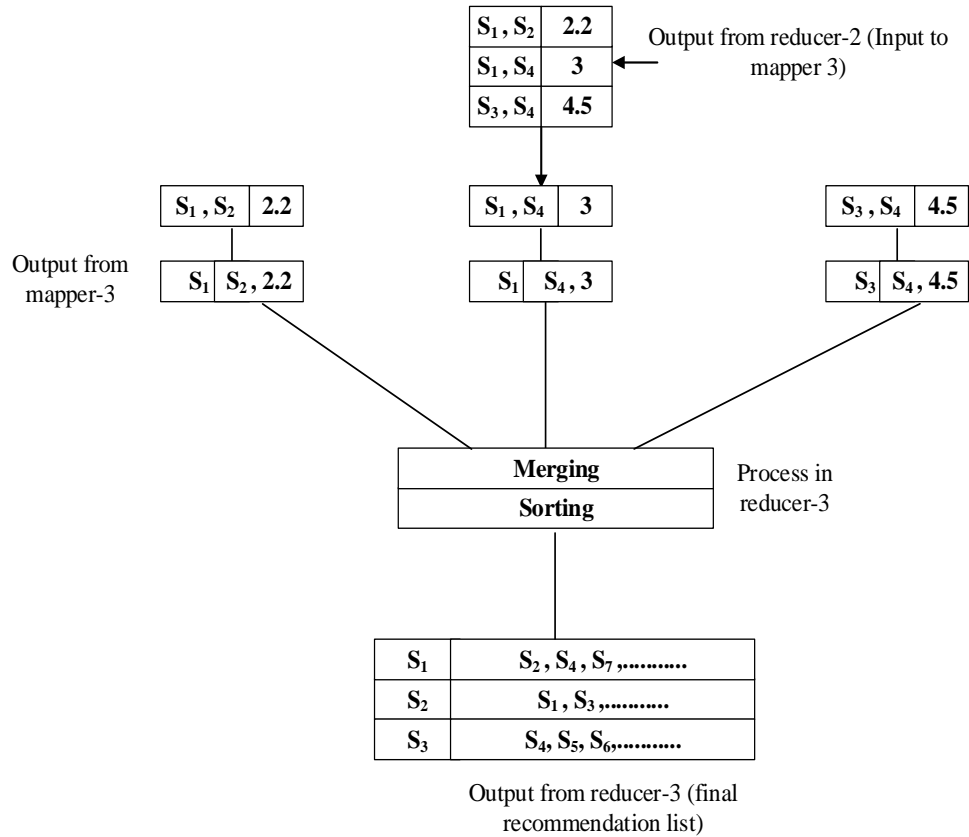 S₁ , S₂ 2.2
S₁ , S₄ 3
S₃ , S₄ 4.5
Output from reducer-2 (Input to
mapper 3)
S₁ , S₂ 2.2
S₁ , S₄ 3
S₃ , S₄ 4.5
Output from
mapper-3
S₁ S₂ , 2.2
S₁ S₄ , 3
S₃ S₄ , 4.5
Merging
Sorting
Process in
reducer-3
S₁ S₂ , S₄ , S₇ ,...........
S₂ S₁ , S₃ ,...........
S₃ S₄, S₅ , S₆,...........
Output from reducer-3 (final
recommendation list)